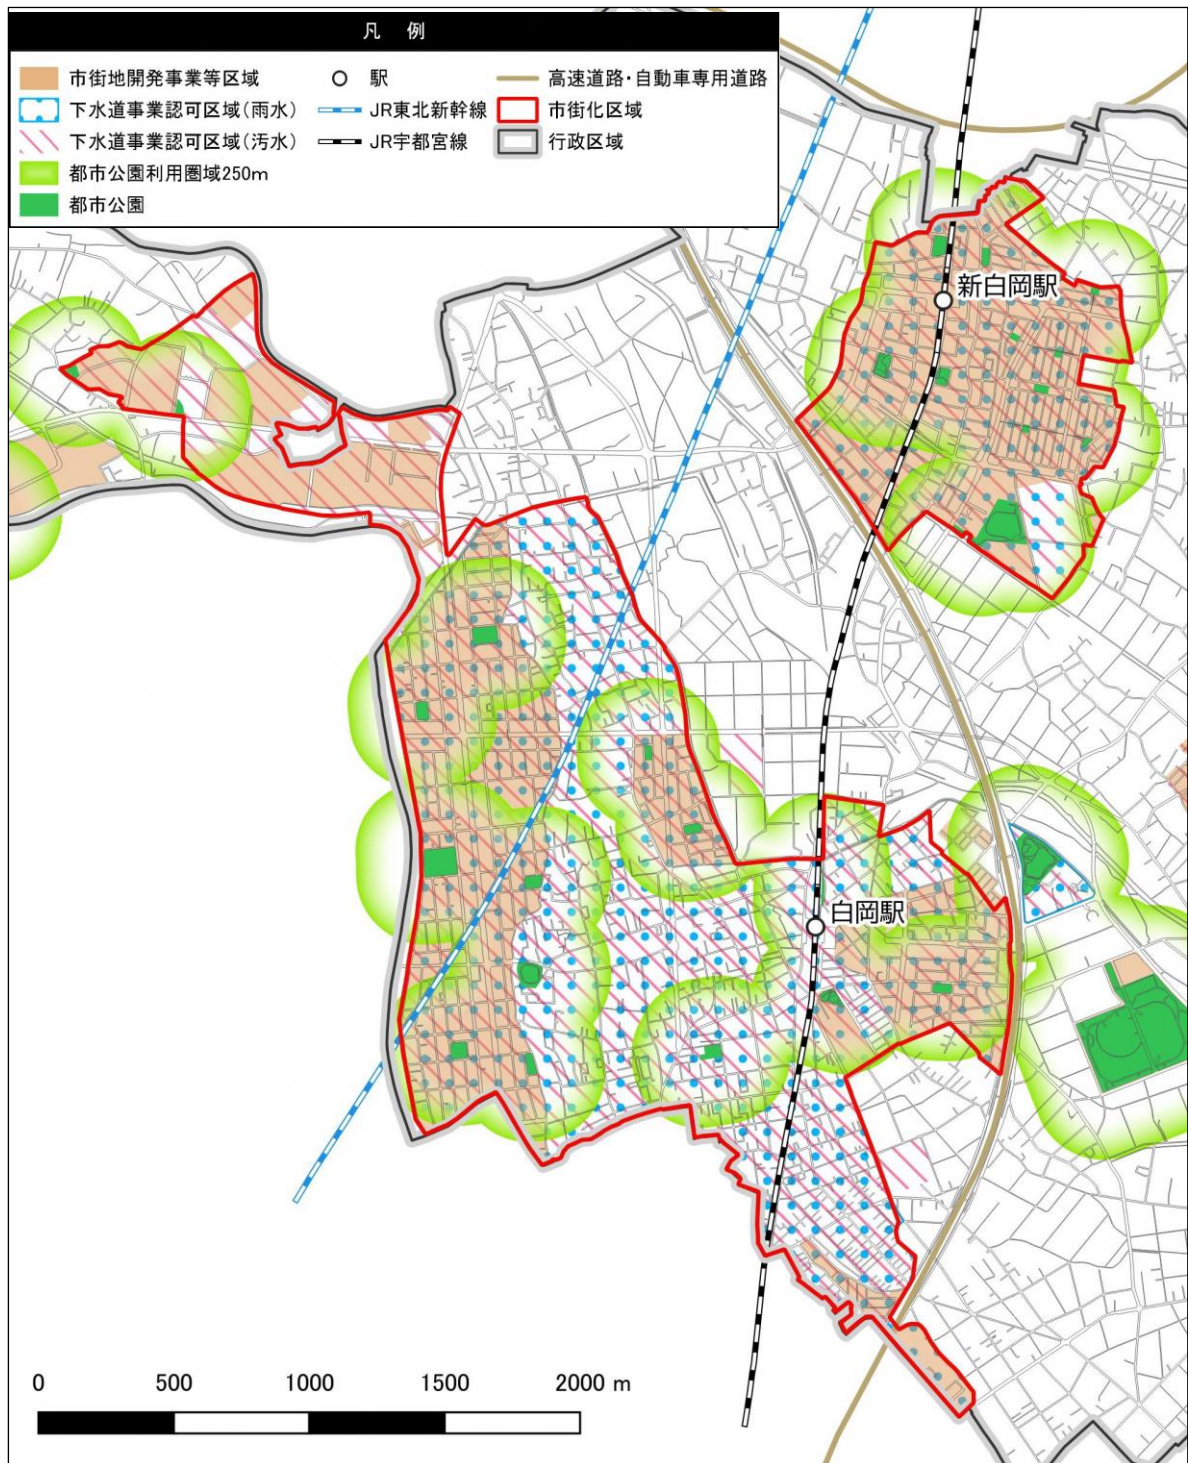 凡 例
市街地開発事業等区域
下水道事業認可区域(雨水)
下水道事業認可区域(汚水)
都市公園利用圏域250m
都市公園
駅
JR東北新幹線
JR宇都宮線
高速道路・自動車専用道路
市街化区域
行政区域
新白岡駅
白岡駅
0 500 1000 1500 2000 m